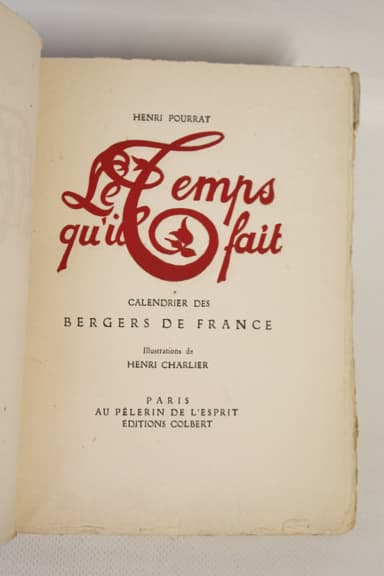 HENRI POURRAT
Le Temps
qu'il fait
CALENDRIER DES
BERGERS DE FRANCE
Illustrations de
HENRI CHARLIER
PARIS
AU PÈLERIN DE L'ESPRIT
ÉDITIONS COLBERT